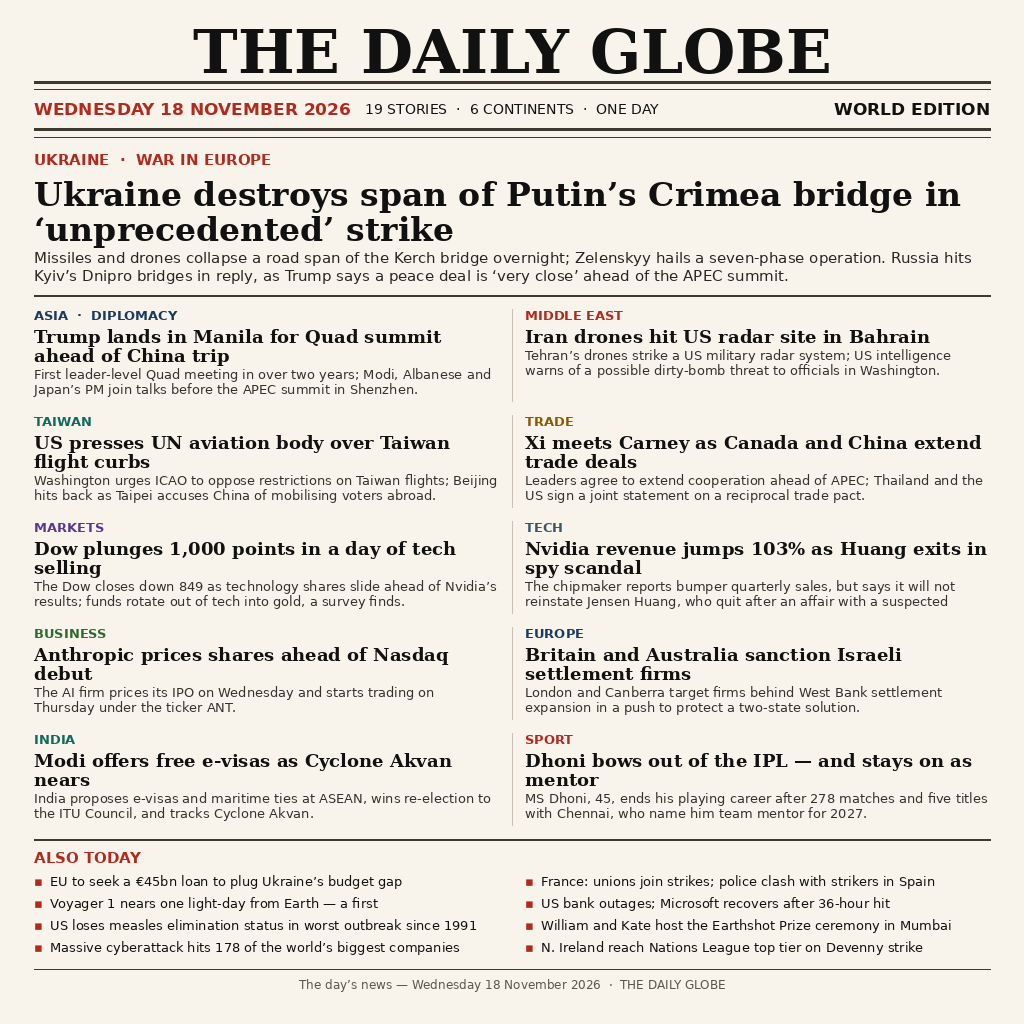 THE DAILY GLOBE
WEDNESDAY 18 NOVEMBER 2026 19 STORIES · 6 CONTINENTS · ONE DAY WORLD EDITION
UKRAINE · WAR IN EUROPE
Ukraine destroys span of Putin’s Crimea bridge in
‘unprecedented’ strike
Missiles and drones collapse a road span of the Kerch bridge overnight; Zelenskyy hails a seven-phase operation. Russia hits
Kyiv’s Dnipro bridges in reply, as Trump says a peace deal is ‘very close’ ahead of the APEC summit.
ASIA · DIPLOMACY
Trump lands in Manila for Quad summit
ahead of China trip
First leader-level Quad meeting in over two years; Modi, Albanese and
Japan’s PM join talks before the APEC summit in Shenzhen.
MIDDLE EAST
Iran drones hit US radar site in Bahrain
Tehran’s drones strike a US military radar system; US intelligence
warns of a possible dirty-bomb threat to officials in Washington.
TAIWAN
US presses UN aviation body over Taiwan
flight curbs
Washington urges ICAO to oppose restrictions on Taiwan flights; Beijing
hits back as Taipei accuses China of mobilising voters abroad.
TRADE
Xi meets Carney as Canada and China extend
trade deals
Leaders agree to extend cooperation ahead of APEC; Thailand and the
US sign a joint statement on a reciprocal trade pact.
MARKETS
Dow plunges 1,000 points in a day of tech
selling
The Dow closes down 849 as technology shares slide ahead of Nvidia’s
results; funds rotate out of tech into gold, a survey finds.
TECH
Nvidia revenue jumps 103% as Huang exits in
spy scandal
The chipmaker reports bumper quarterly sales, but says it will not
reinstate Jensen Huang, who quit after an affair with a suspected
BUSINESS
Anthropic prices shares ahead of Nasdaq
debut
The AI firm prices its IPO on Wednesday and starts trading on
Thursday under the ticker ANT.
EUROPE
Britain and Australia sanction Israeli
settlement firms
London and Canberra target firms behind West Bank settlement
expansion in a push to protect a two-state solution.
INDIA
Modi offers free e-visas as Cyclone Akvan
nears
India proposes e-visas and maritime ties at ASEAN, wins re-election to
the ITU Council, and tracks Cyclone Akvan.
SPORT
Dhoni bows out of the IPL — and stays on as
mentor
MS Dhoni, 45, ends his playing career after 278 matches and five titles
with Chennai, who name him team mentor for 2027.
ALSO TODAY
▪ EU to seek a €45bn loan to plug Ukraine’s budget gap
▪ Voyager 1 nears one light-day from Earth — a first
▪ US loses measles elimination status in worst outbreak since 1991
▪ Massive cyberattack hits 178 of the world’s biggest companies
▪ France: unions join strikes; police clash with strikers in Spain
▪ US bank outages; Microsoft recovers after 36-hour hit
▪ William and Kate host the Earthshot Prize ceremony in Mumbai
▪ N. Ireland reach Nations League top tier on Devenny strike
The day’s news — Wednesday 18 November 2026 · THE DAILY GLOBE